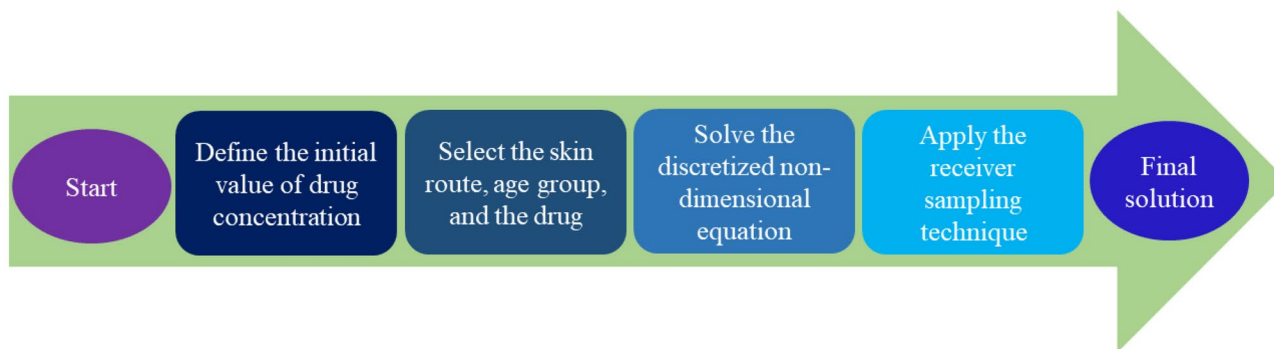 Start
Define the initial
value of drug
concentration
Select the skin
route, age group,
and the drug
Solve the
discretized non-
dimensional
equation
Apply the
receiver
sampling
technique
Final
solution